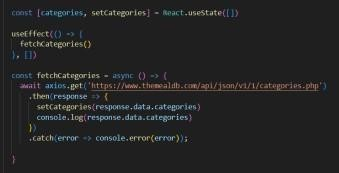 const [categories, setCategories] = React.useState([])
useEffect(() => {
fetchCategories()
}, [])
const fetchCategories = async () => {
await axios.get('https://www.themealdb.com/api/json/v1/1/categories.php')
.then(response => {
setCategories(response.data.categories)
console.log(response.data.categories)
})
.catch(error => console.error(error));
}